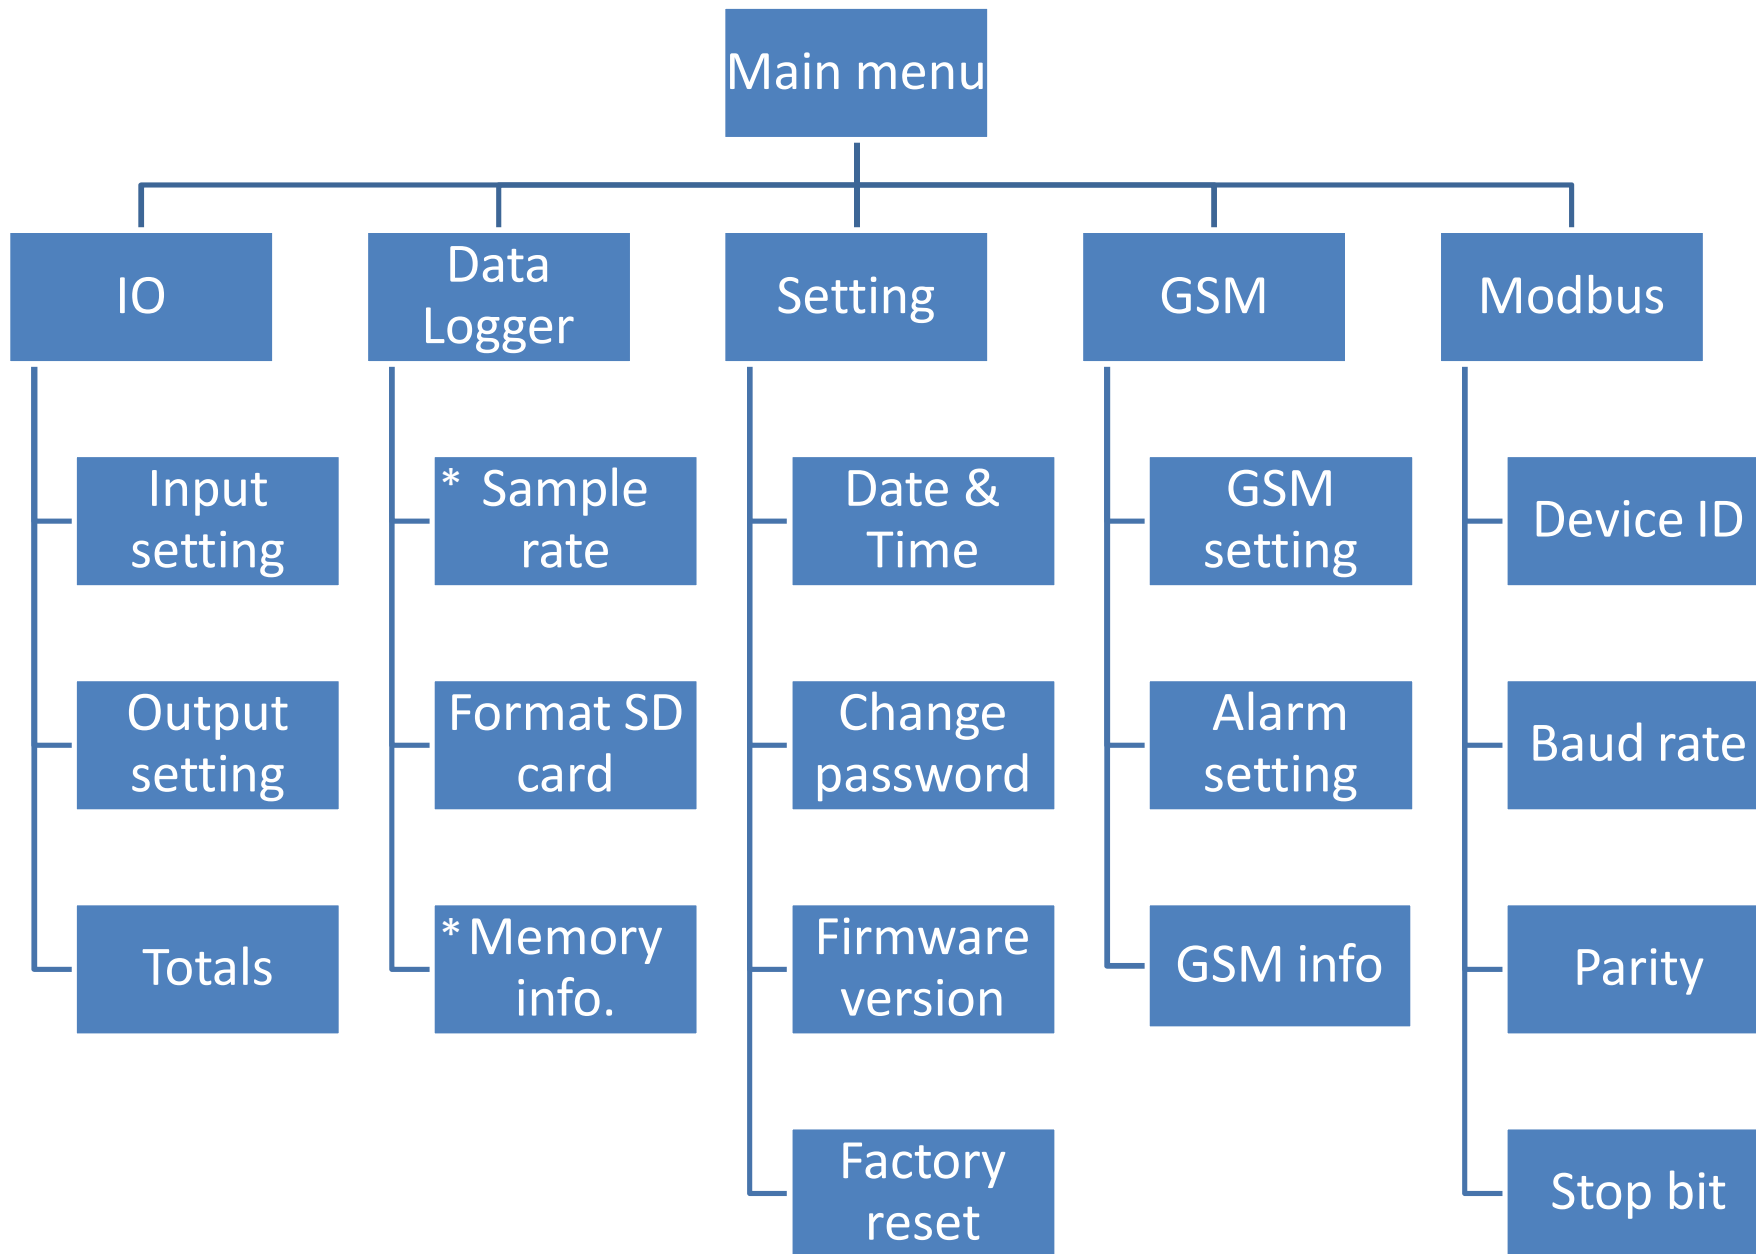 Main menu
IO
Data
Logger
Setting
GSM
Modbus
Input
setting
* Sample
rate
Date &
Time
GSM
setting
Device ID
Output
setting
Format SD
card
Change
password
Alarm
setting
Baud rate
Totals
* Memory
info.
Firmware
version
GSM info
Parity
Factory
reset
Stop bit